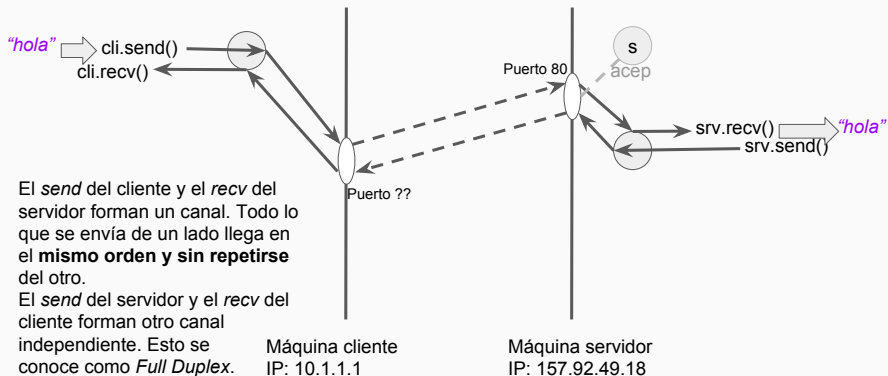 “hola”
cli.send()
cli.recv()
Puerto 80
s
acep
srv.recv()
“hola”
srv.send()
Puerto ??
El send del cliente y el recv del
servidor forman un canal. Todo lo
que se envía de un lado llega en
el mismo orden y sin repetirse
del otro.
El send del servidor y el recv del
cliente forman otro canal
independiente. Esto se
conoce como Full Duplex.
Máquina cliente
IP: 10.1.1.1
Máquina servidor
IP: 157.92.49.18